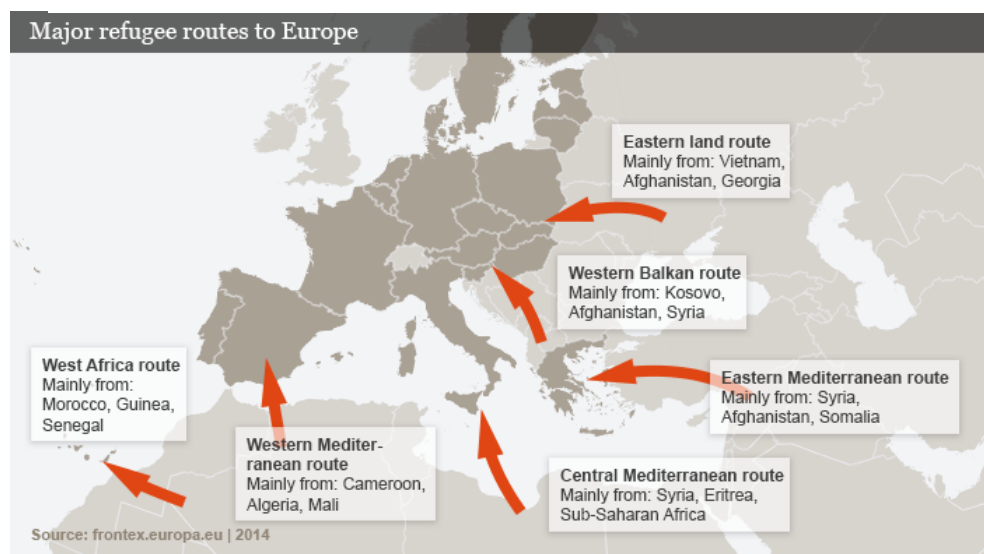 Major refugee routes to Europe
Eastern land route
Mainly from: Vietnam,
Afghanistan, Georgia
Western Balkan route
Mainly from: Kosovo,
Afghanistan, Syria
West Africa route
Mainly from:
Morocco, Guinea,
Senegal
Eastern Mediterranean route
Mainly from: Syria,
Afghanistan, Somalia
Western Mediter-
ranean route
Mainly from: Cameroon,
Algeria, Mali
Central Mediterranean route
Mainly from: Syria, Eritrea,
Sub-Saharan Africa
Source: frontex.europa.eu | 2014